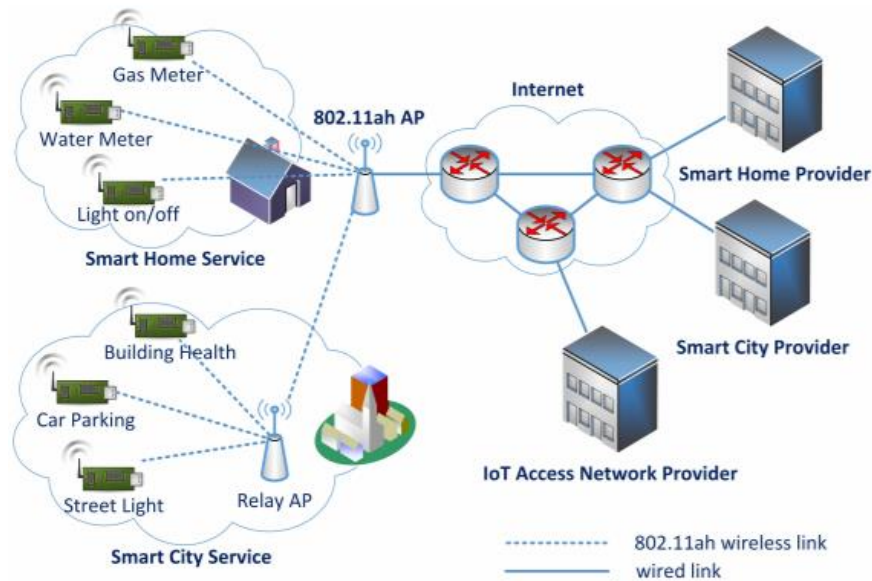 Gas Meter
Water Meter
Light on/off
Smart Home Service
802.11ah AP
Internet
Smart Home Provider
Smart City Provider
IoT Access Network Provider
Building Health
Car Parking
Street Light
Relay AP
Smart City Service
802.11ah wireless link
wired link